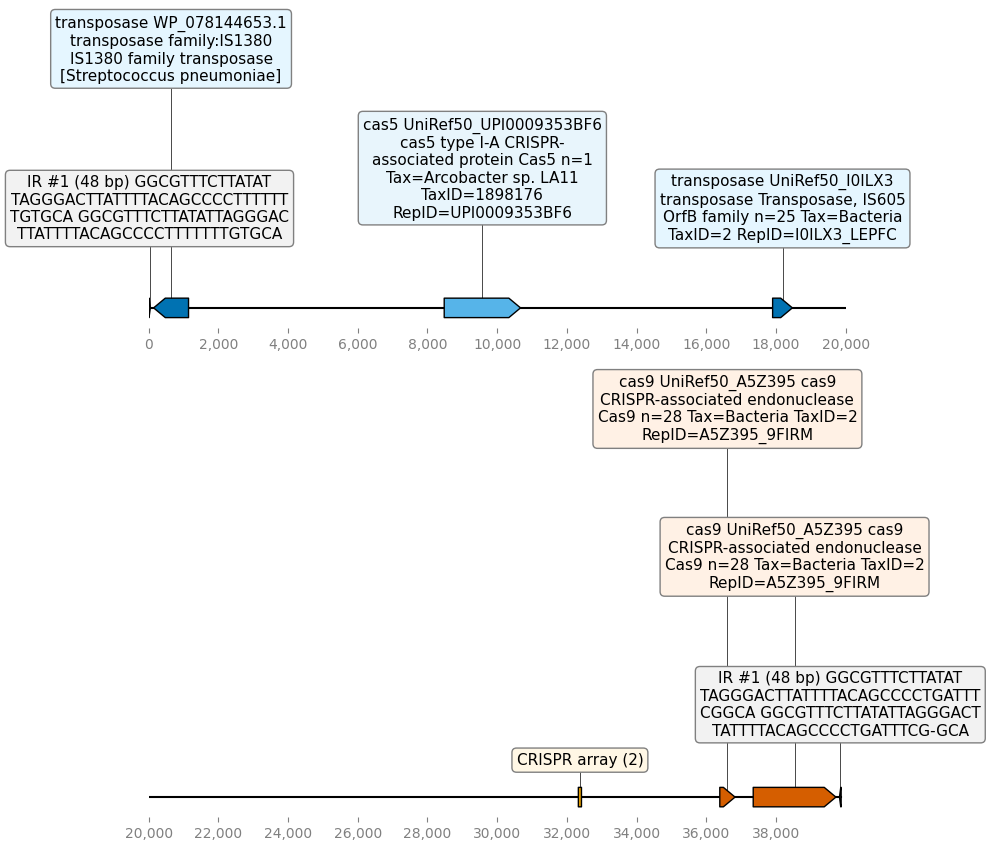 transposase WP_078144653.1
transposase family:IS1380
IS1380 family transposase
[Streptococcus pneumoniae]
IR #1 (48 bp) GGCGTTTCTTATAT
TAGGGACTTATTTTACAGCCCCTTTTTT
TGTGCA GGCGTTTCTTATATTAGGGAC
TTATTTTACAGCCCCTTTTTTTGTGCA
cas5 UniRef50_UPI0009353BF6
cas5 type I-A CRISPR-
associated protein Cas5 n=1
Tax=Arcobacter sp. LA11
TaxID=1898176
RepID=UPI0009353BF6
transposase UniRef50_I0ILX3
transposase Transposase, IS605
OrfB family n=25 Tax=Bacteria
TaxID=2 RepID=I0ILX3_LEPFC
0 2,000 4,000 6,000 8,000 10,000 12,000 14,000 16,000 18,000 20,000
cas9 UniRef50_A5Z395 cas9
CRISPR-associated endonuclease
Cas9 n=28 Tax=Bacteria TaxID=2
RepID=A5Z395_9FIRM
cas9 UniRef50_A5Z395 cas9
CRISPR-associated endonuclease
Cas9 n=28 Tax=Bacteria TaxID=2
RepID=A5Z395_9FIRM
IR #1 (48 bp) GGCGTTTCTTATAT
TAGGGACTTATTTTACAGCCCCTGATTT
CGGCA GGCGTTTCTTATATTAGGGACT
TATTTTACAGCCCCTGATTTCG-GCA
CRISPR array (2)
20,000 22,000 24,000 26,000 28,000 30,000 32,000 34,000 36,000 38,000